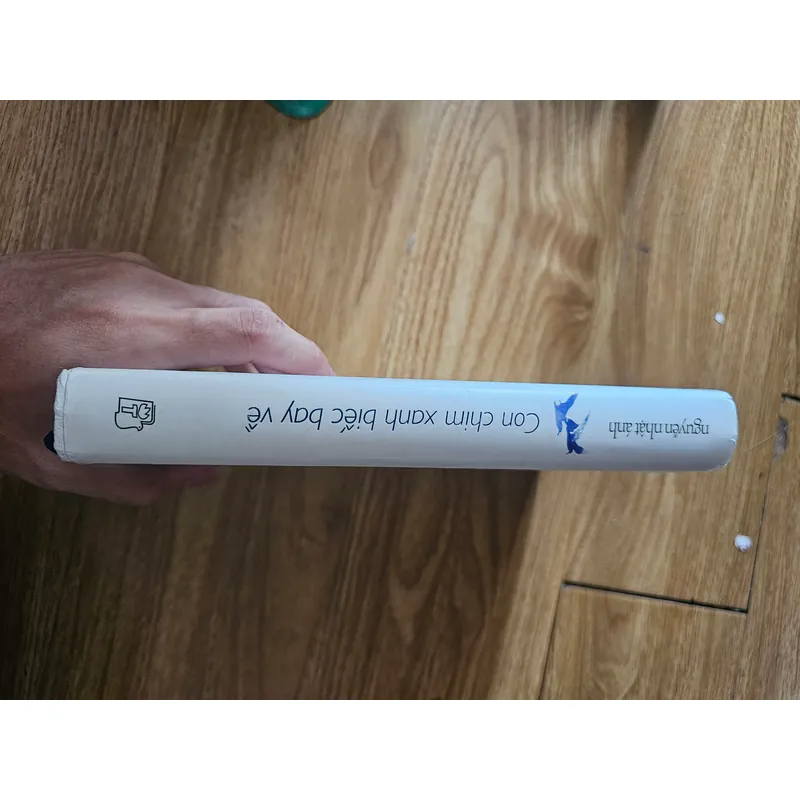 nguyễn nhật ánh
Con chim xanh biếc bay về